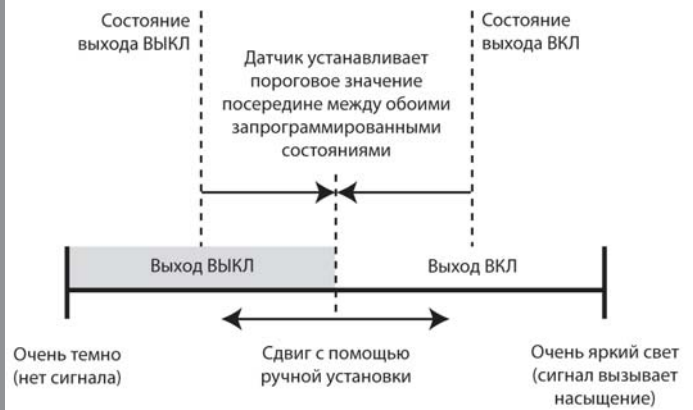 Состояние
выхода ВЫКЛ
Датчик устанавливает
пороговое значение
посередине между обоими
запрограммированными
состояниями
Состояние
выхода ВКЛ
Выход ВЫКЛ
Выход ВКЛ
Очень темно
(нет сигнала)
Сдвиг с помощью
ручной установки
Очень яркий свет
(сигнал вызывает
насыщение)